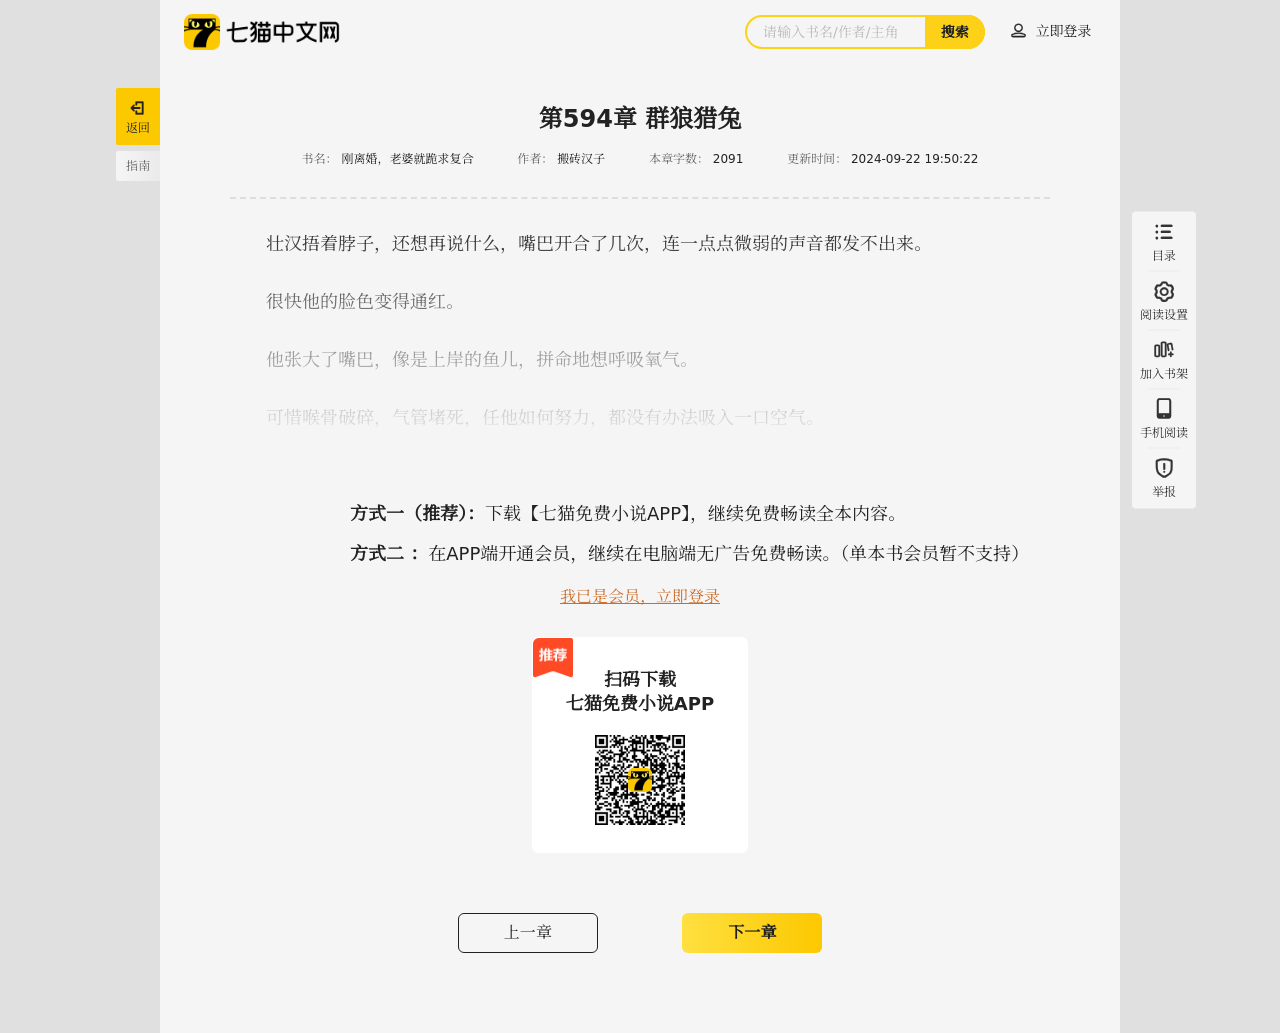 七猫中文网
请输入书名/作者/主角
搜索
立即登录
返回
指南
第594章 群狼猎兔
书名： 刚离婚，老婆就跪求复合 作者： 搬砖汉子 本章字数： 2091 更新时间： 2024-09-22 19:50:22
壮汉捂着脖子，还想再说什么，嘴巴开合了几次，连一点点微弱的声音都发不出来。
很快他的脸色变得通红。
他张大了嘴巴，像是上岸的鱼儿，拼命地想呼吸氧气。
可惜喉骨破碎，气管堵死，任他如何努力，都没有办法吸入一口空气。
目录
阅读设置
加入书架
手机阅读
举报
方式一（推荐）： 下载【七猫免费小说APP】，继续免费畅读全本内容。
方式二 ： 在APP端开通会员，继续在电脑端无广告免费畅读。（单本书会员暂不支持）
我已是会员，立即登录
推荐
扫码下载
七猫免费小说APP
上一章
下一章